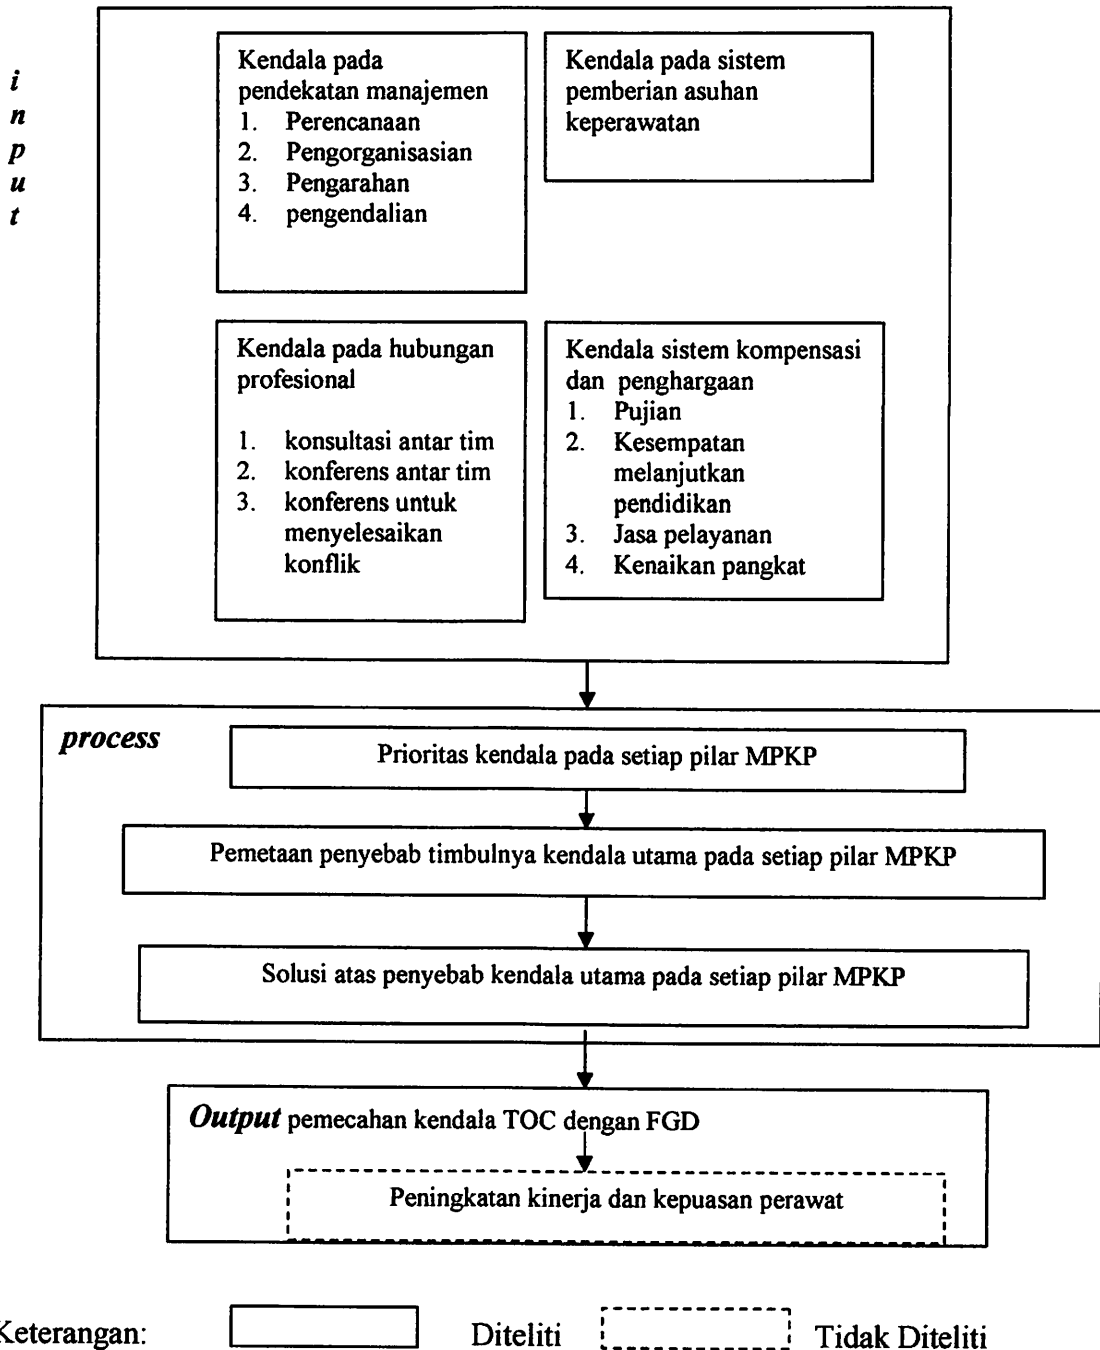 i
n
p
u
t
Kendala pada
pendekatan manajemen
1. Perencanaan
2. Pengorganisasian
3. Pengarahan
4. pengendalian
Kendala pada sistem
pemberian asuhan
keperawatan
Kendala pada hubungan
profesional
1. konsultasi antar tim
2. konferens antar tim
3. konferens untuk
menyelesaikan
konflik
Kendala sistem kompensasi
dan penghargaan
1. Pujian
2. Kesempatan
melanjutkan
pendidikan
3. Jasa pelayanan
4. Kenaikan pangkat
process
Prioritas kendala pada setiap pilar MPKP
Pemetaan penyebab timbulnya kendala utama pada setiap pilar MPKP
Solusi atas penyebab kendala utama pada setiap pilar MPKP
Output pemecahan kendala TOC dengan FGD
Peningkatan kinerja dan kepuasan perawat
Keterangan:
Diteliti
Tidak Diteliti